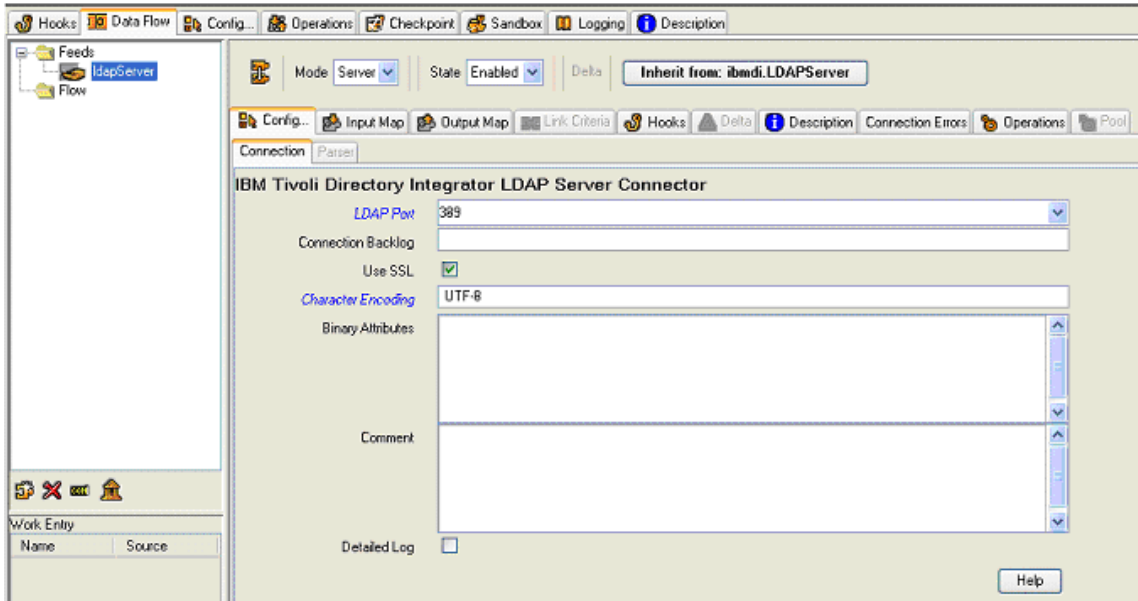 Hooks Data Flow Config... Operations Checkpoint Sandbox Logging Description
Feeds
ldapServer
Flow
Mode Server State Enabled Delta Inherit from: ibmdi.LDAPServer
Config... Input Map Output Map Link Criteria Hooks Delta Description Connection Errors Operations Pool
Connection Parser
IBM Tivoli Directory Integrator LDAP Server Connector
LDAP Port 389
Connection Backlog
Use SSL
Character Encoding UTF-8
Binary Attributes
Comment
Work Entry
Name Source
Detailed Log
Help